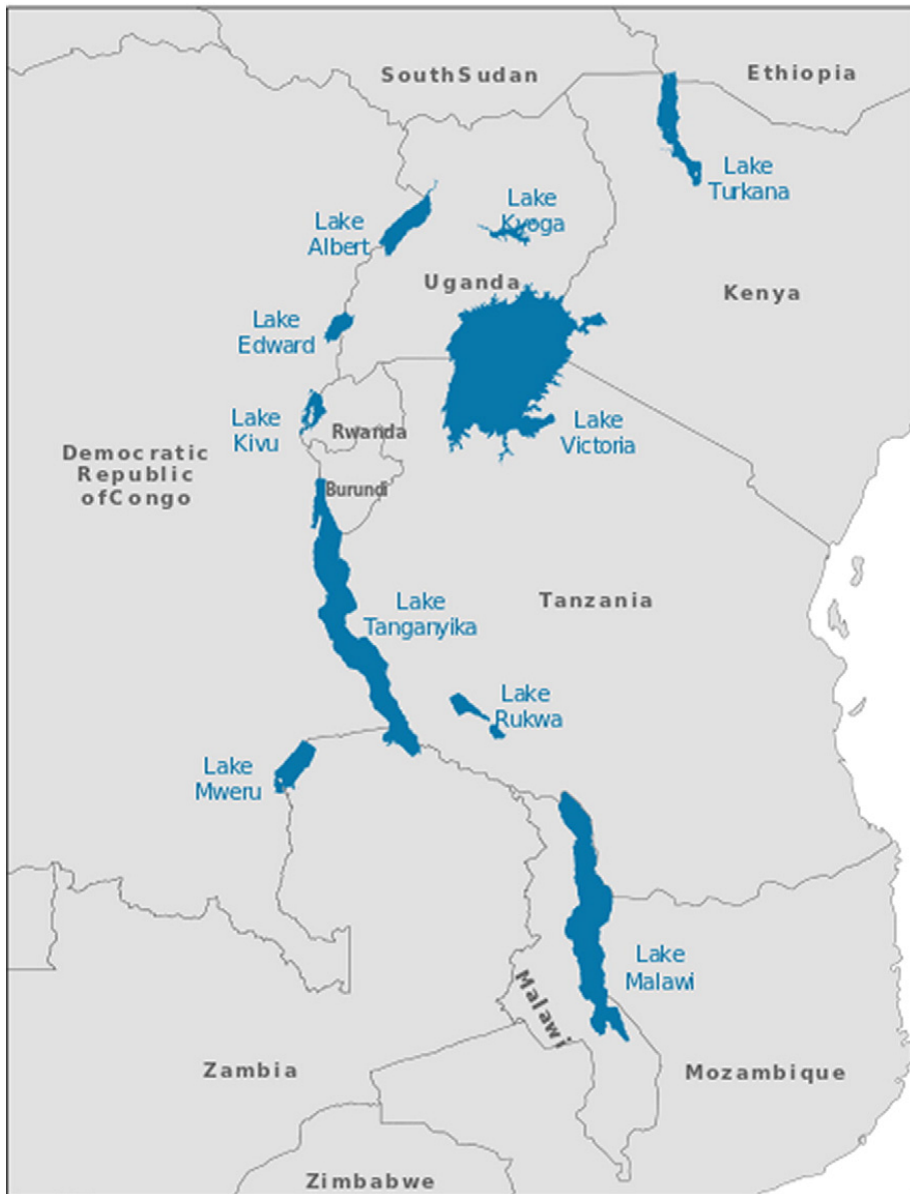 SouthSudan
Ethiopia
Lake
Turkana
Lake
Kyoga
Lake
Albert
Uganda
Kenya
Lake
Edward
Lake
Kivu
Rwanda
Lake
Victoria
Democratic
Republic
ofCongo
Burundi
Tanzania
Lake
Tanganyika
Lake
Rukwa
Lake
Mweru
Lake
Malawi
Malawi
Zambia
Mozambique
Zimbabwe